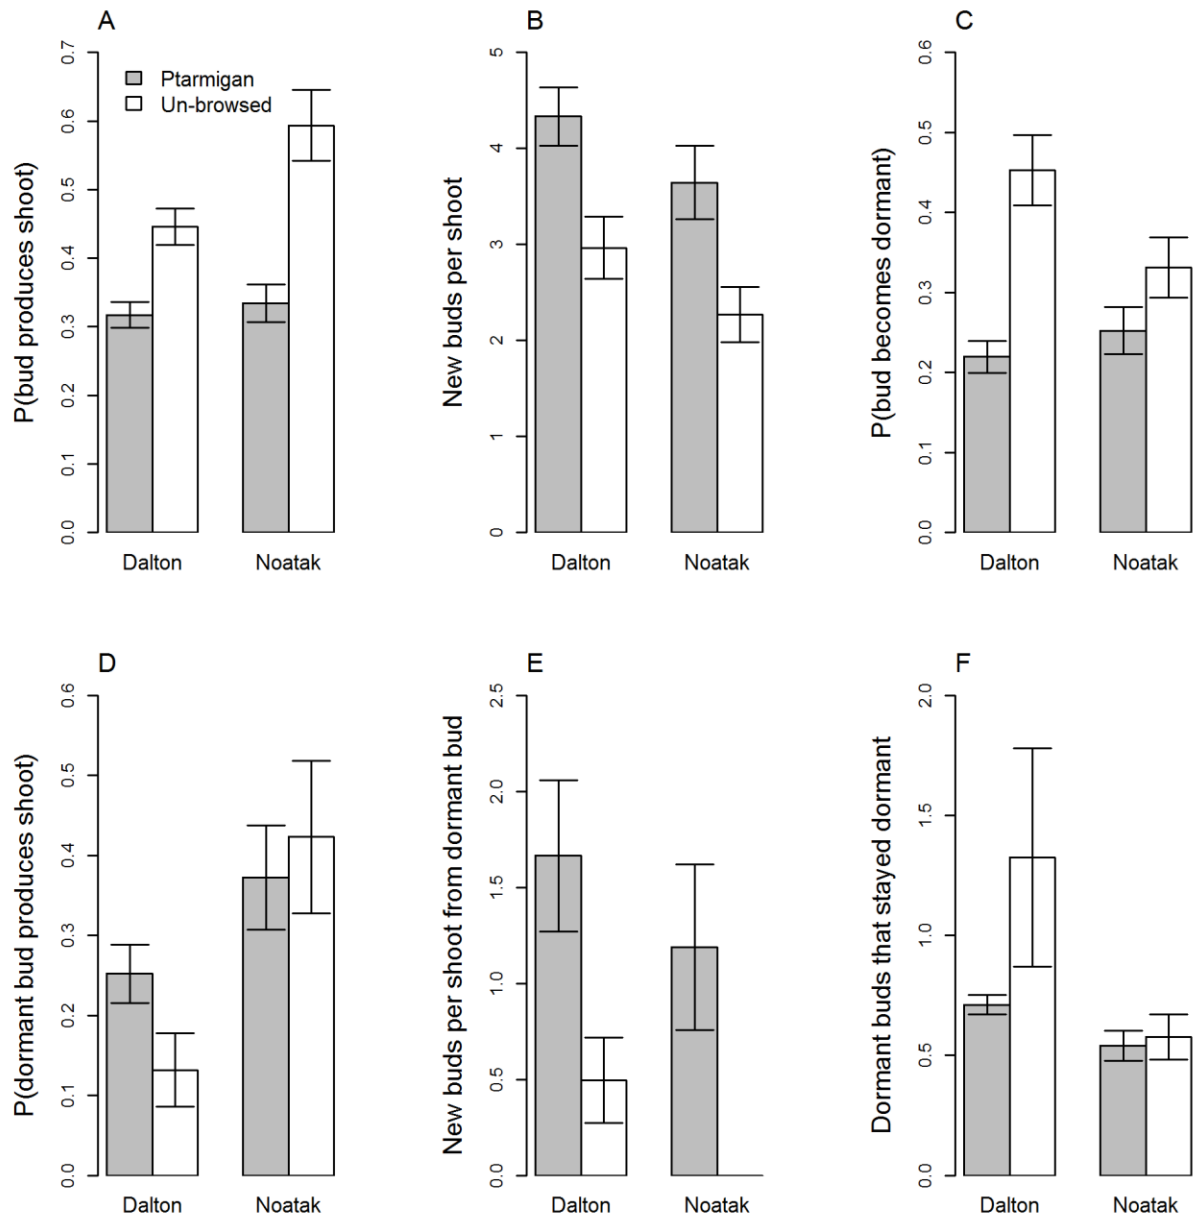 A
P(bud produces shoot)
0.7
0.6
0.5
0.4
0.3
0.2
0.1
0.0
Ptarmigan
Un-browsed
Dalton
Noatak
B
New buds per shoot
5
4
3
2
1
0
Dalton
Noatak
C
P(bud becomes dormant)
0.6
0.5
0.4
0.3
0.2
0.1
0.0
Dalton
Noatak
D
P(dormant bud produces shoot)
0.6
0.5
0.4
0.3
0.2
0.1
0.0
Dalton
Noatak
E
New buds per shoot from dormant bud
2.5
2.0
1.5
1.0
0.5
0.0
Dalton
Noatak
F
Dormant buds that stayed dormant
2.0
1.5
1.0
0.5
0.0
Dalton
Noatak